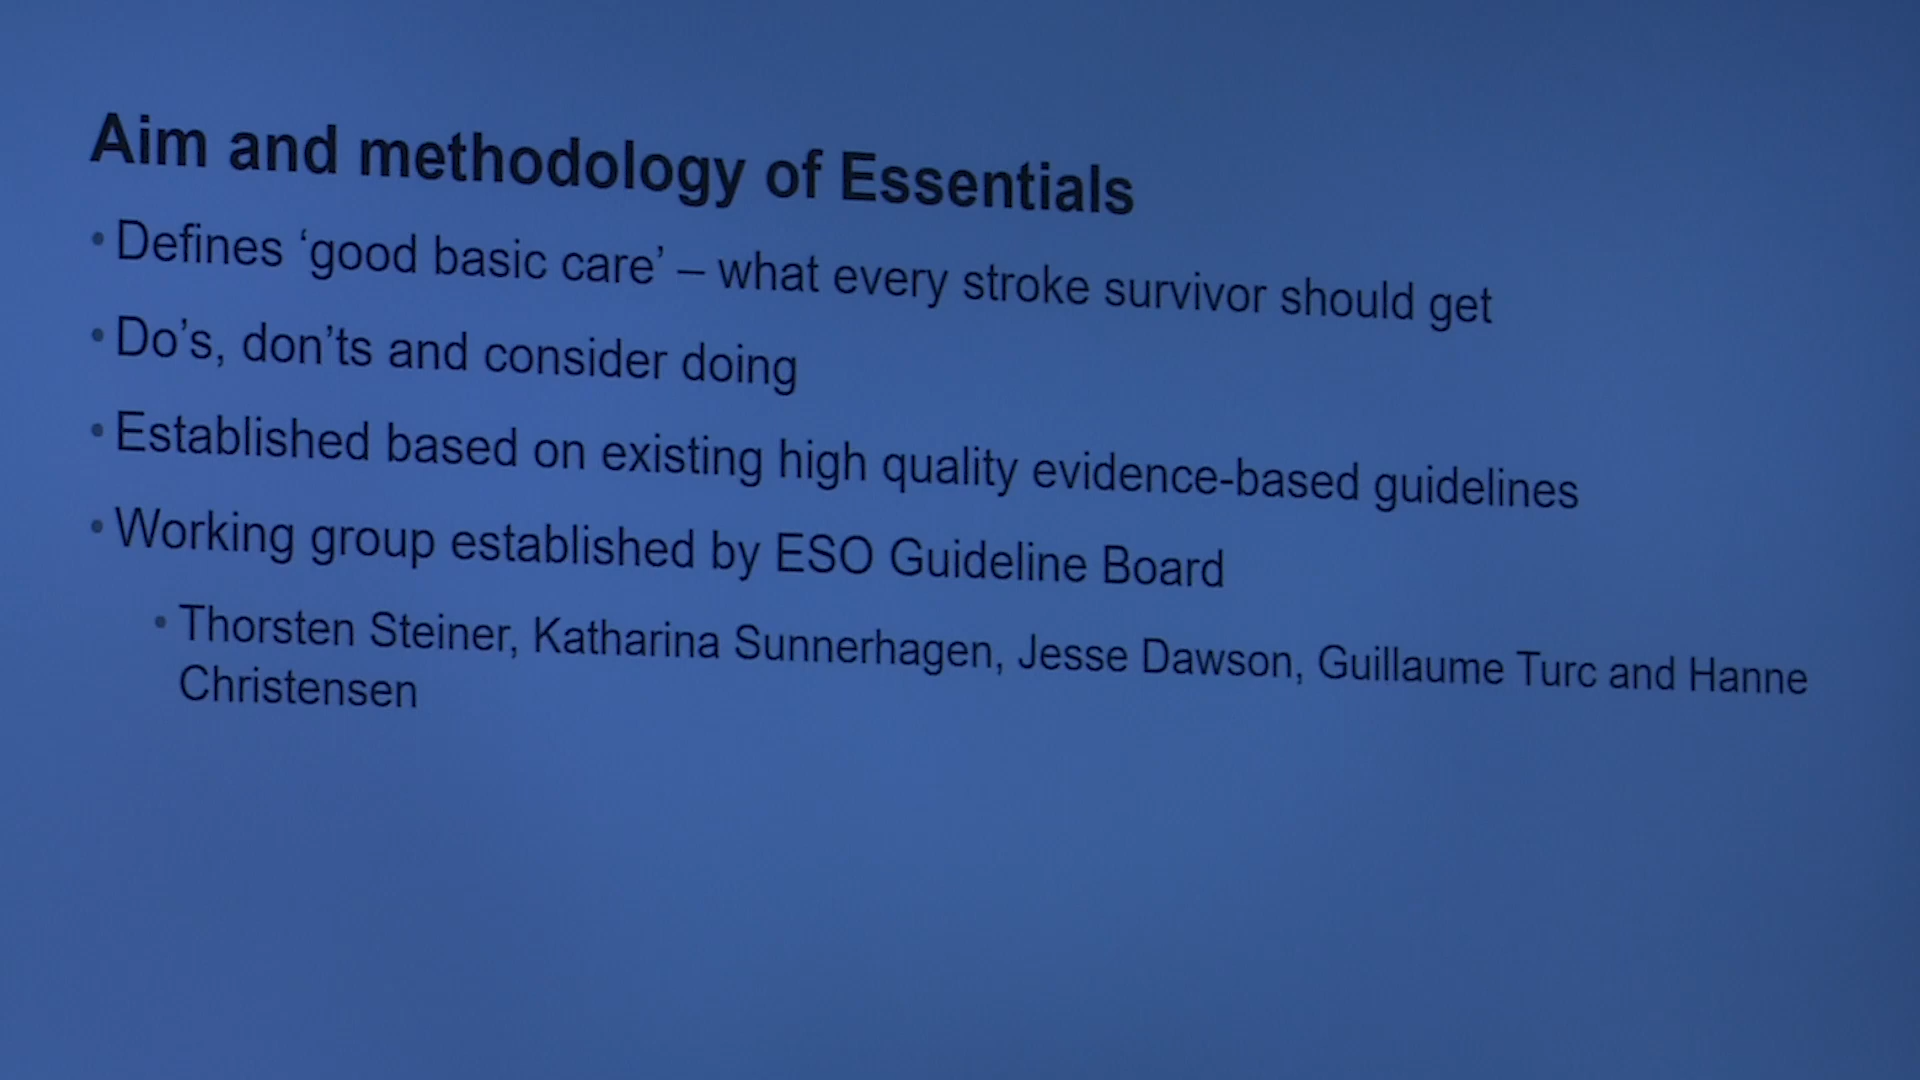 Aim and methodology of Essentials
• Defines ‘good basic care’ – what every stroke survivor should get
• Do’s, don’ts and consider doing
• Established based on existing high quality evidence-based guidelines
• Working group established by ESO Guideline Board
• Thorsten Steiner, Katharina Sunnerhagen, Jesse Dawson, Guillaume Turc and Hanne
Christensen